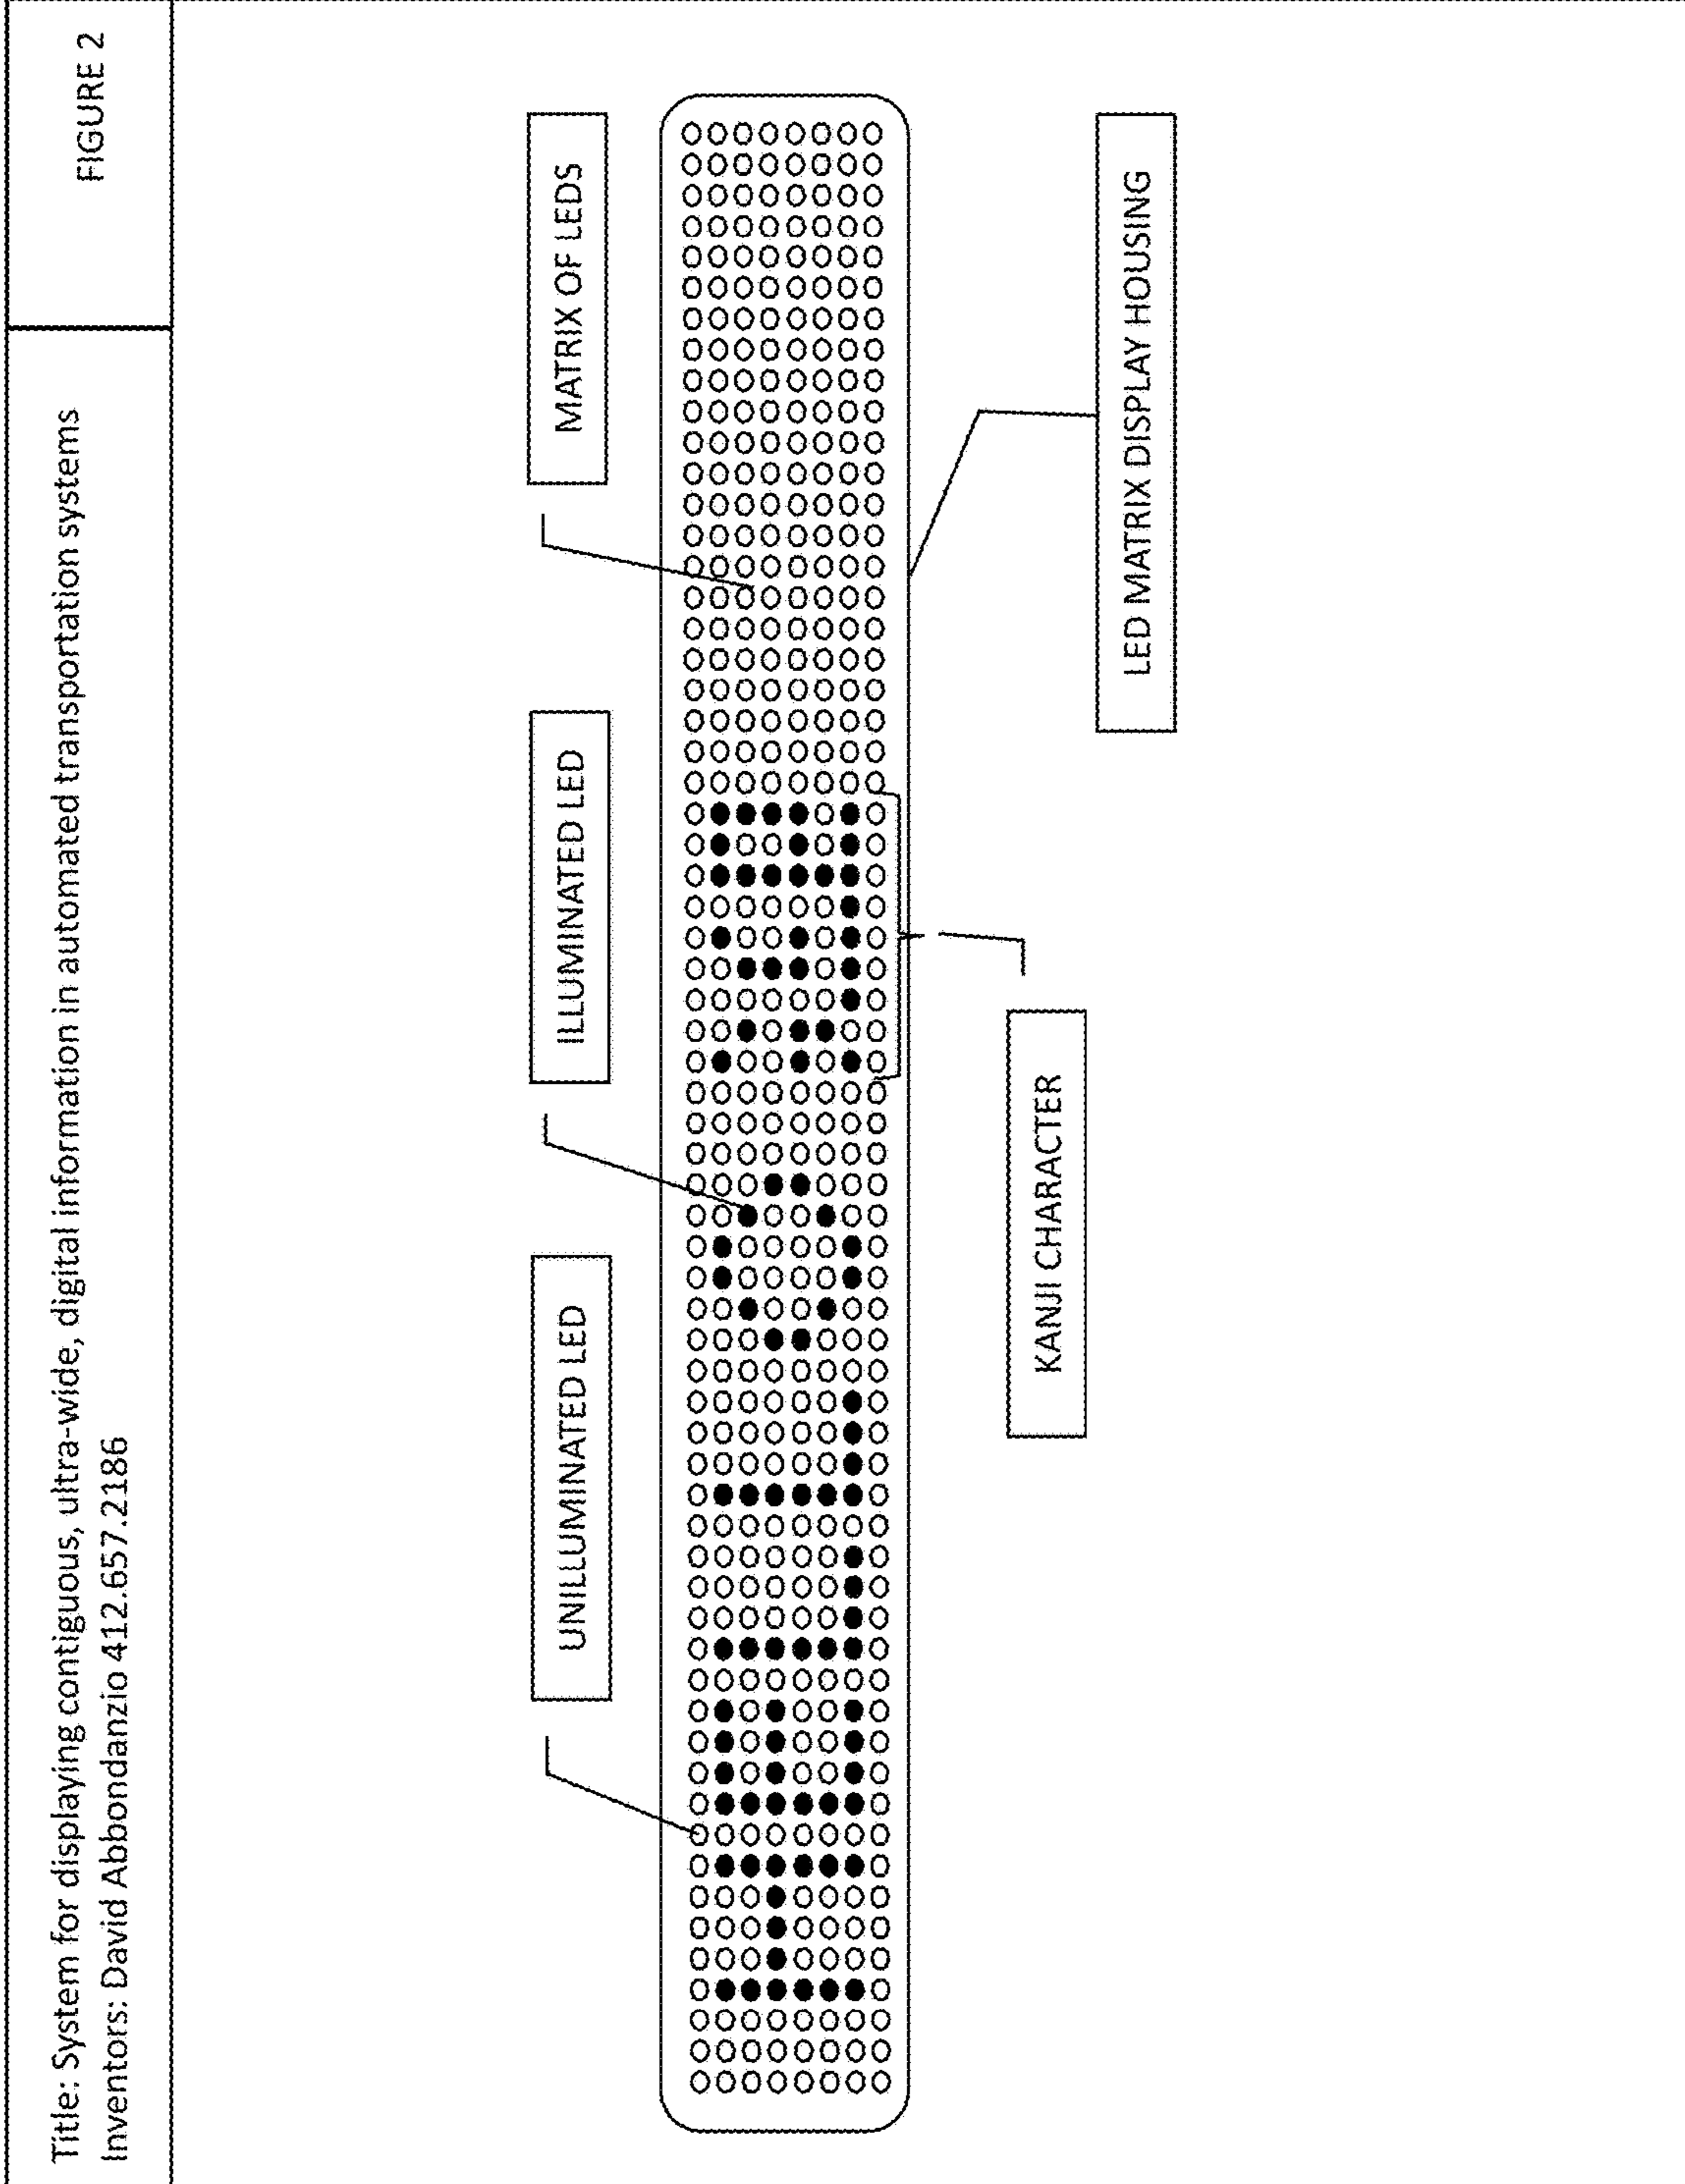 Title: System for displaying contiguous, ultra-wide, digital information in automated transportation systems
Inventors: David Abbondanzio 412.657.2186
FIGURE 2
UNILLUMINATED LED
ILLUMINATED LED
MATRIX OF LEDS
HELLO
KANJI CHARACTER
LED MATRIX DISPLAY HOUSING